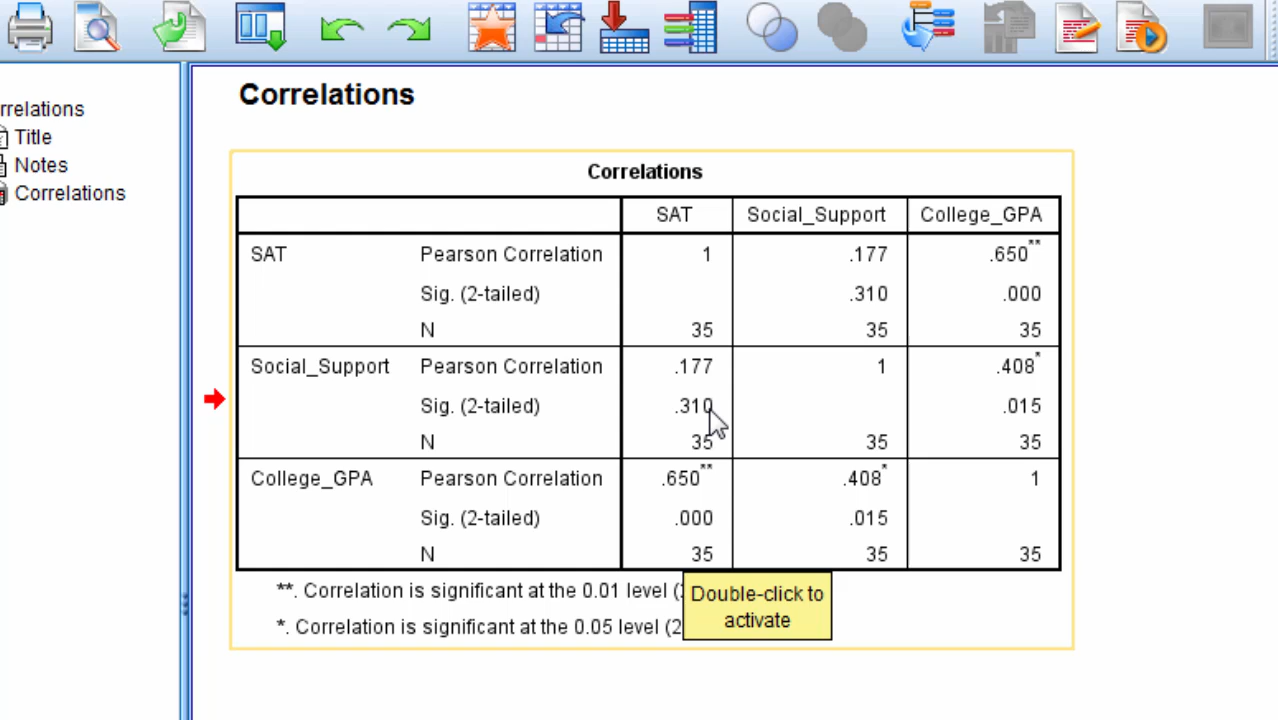 Correlations
rrelations
Title
Notes
Correlations
Correlations
SAT Social_Support College_GPA
SAT Pearson Correlation 1 .177 .650**
Sig. (2-tailed) .310 .000
N 35 35 35
Social_Support Pearson Correlation .177 1 .408*
Sig. (2-tailed) .310 .015
N 35 35 35
College_GPA Pearson Correlation .650** .408* 1
Sig. (2-tailed) .000 .015
N 35 35 35
**. Correlation is significant at the 0.01 level (
*. Correlation is significant at the 0.05 level (2
Double-click to
activate